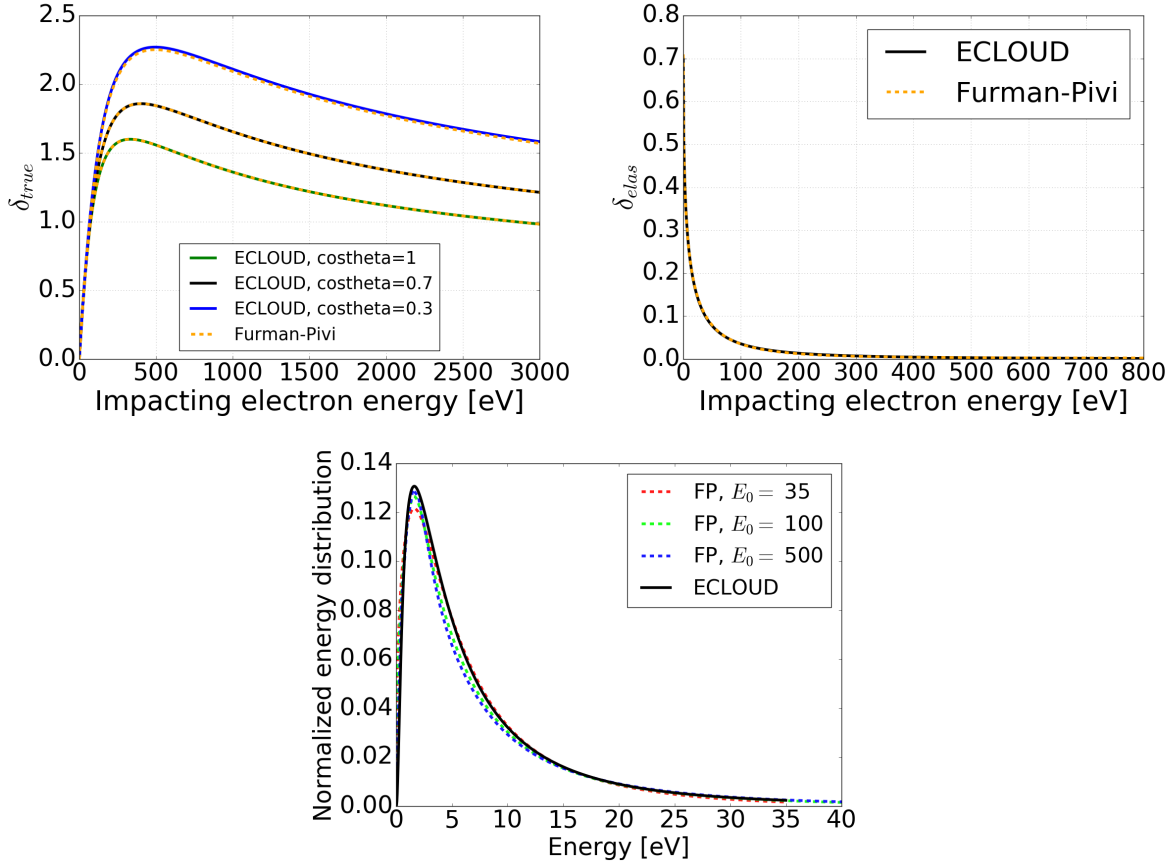 2.5
2.0
1.5
1.0
0.5
0.0
δtrue
ECLOUD, costheta=1
ECLOUD, costheta=0.7
ECLOUD, costheta=0.3
Furman-Pivi
0 500 1000 1500 2000 2500 3000
Impacting electron energy [eV]
0.8
0.7
0.6
0.5
0.4
0.3
0.2
0.1
0.0
δelas
ECLOUD
Furman-Pivi
0 100 200 300 400 500 600 700 800
Impacting electron energy [eV]
0.14
0.12
0.10
0.08
0.06
0.04
0.02
0.00
Normalized energy distribution
FP, E0 = 35
FP, E0 = 100
FP, E0 = 500
ECLOUD
0 5 10 15 20 25 30 35 40
Energy [eV]